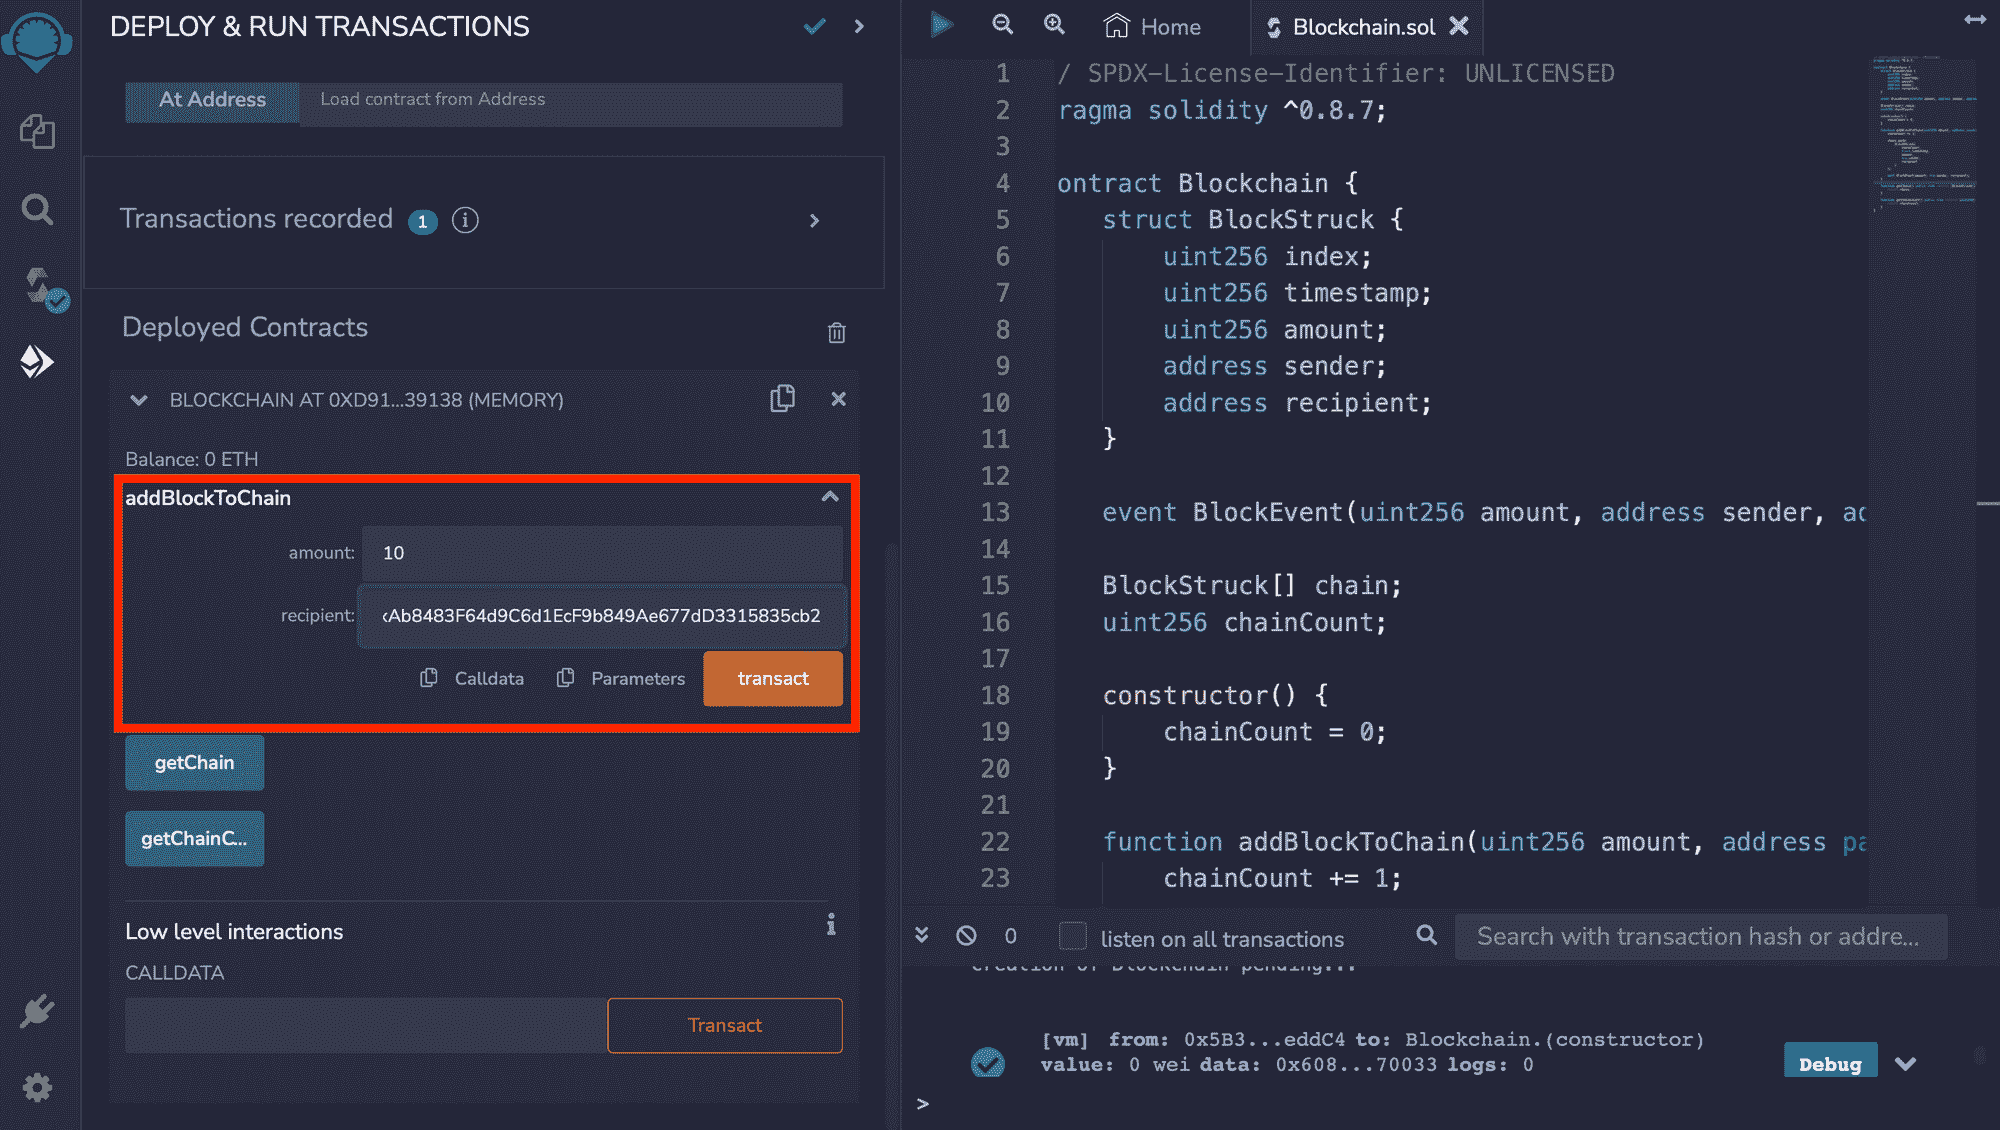 DEPLOY & RUN TRANSACTIONS
At Address
Load contract from Address
Transactions recorded 1
Deployed Contracts
BLOCKCHAIN AT 0XD91...39138 (MEMORY)
Balance: 0 ETH
addBlockToChain
amount: 10
recipient: xAb8483F64d9C6d1EcF9b849Ae677dD3315835cb2
Calldata
Parameters
transact
getChain
getChainC...
Low level interactions
CALLDATA
Transact
Home
Blockchain.sol
1 / SPDX-License-Identifier: UNLICENSED
2 ragma solidity ^0.8.7;
3
4 ontract Blockchain {
5 struct BlockStruck {
6 uint256 index;
7 uint256 timestamp;
8 uint256 amount;
9 address sender;
10 address recipient;
11 }
12
13 event BlockEvent(uint256 amount, address sender, ad
14
15 BlockStruck[] chain;
16 uint256 chainCount;
17
18 constructor() {
19 chainCount = 0;
20 }
21
22 function addBlockToChain(uint256 amount, address pa
23 chainCount += 1;
0
listen on all transactions
Search with transaction hash or addre...
creation of Blockchain pending...
[vm] from: 0x5B3...eddC4 to: Blockchain.(constructor)
value: 0 wei data: 0x608...70033 logs: 0
Debug
>